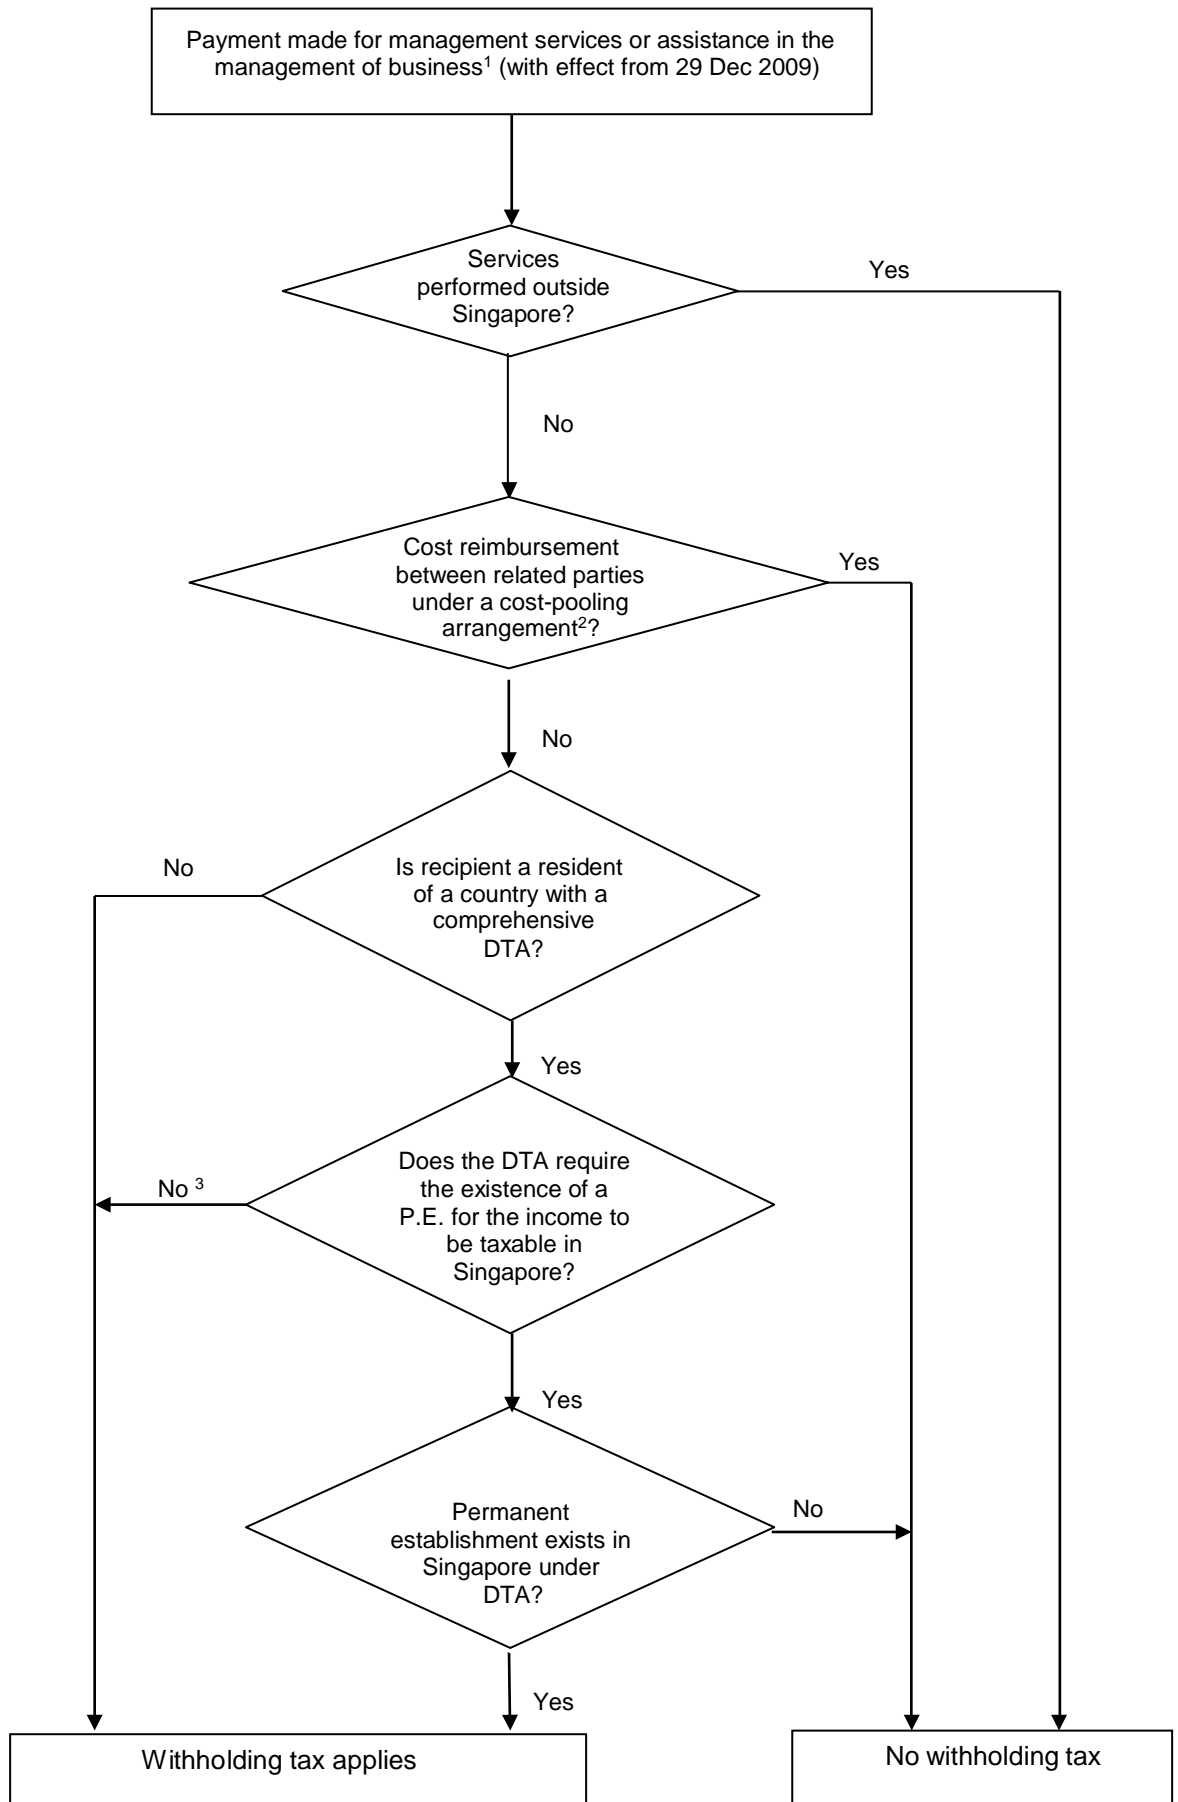 Payment made for management services or assistance in the
management of business¹ (with effect from 29 Dec 2009)
Services
performed outside
Singapore?
Yes
No
Cost reimbursement
between related parties
under a cost-pooling
arrangement²?
Yes
No
Is recipient a resident
of a country with a
comprehensive
DTA?
No
Yes
Does the DTA require
the existence of a
P.E. for the income to
be taxable in
Singapore?
No ³
Yes
Permanent
establishment exists in
Singapore under
DTA?
No
Yes
Withholding tax applies
No withholding tax